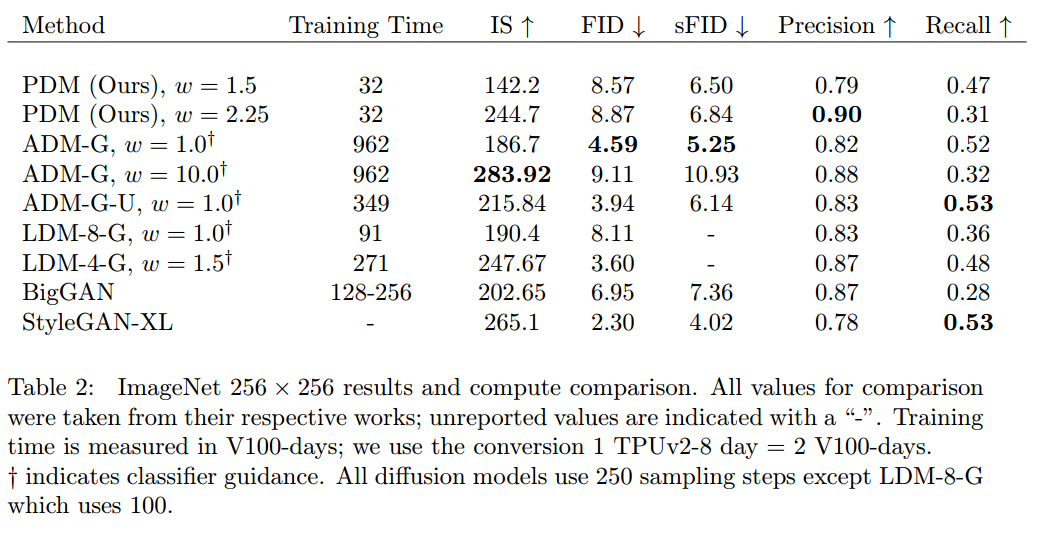 Method Training Time IS ↑ FID ↓ sFID ↓ Precision ↑ Recall ↑
PDM (Ours), w = 1.5 32 142.2 8.57 6.50 0.79 0.47
PDM (Ours), w = 2.25 32 244.7 8.87 6.84 0.90 0.31
ADM-G, w = 1.0† 962 186.7 4.59 5.25 0.82 0.52
ADM-G, w = 10.0† 962 283.92 9.11 10.93 0.88 0.32
ADM-G-U, w = 1.0† 349 215.84 3.94 6.14 0.83 0.53
LDM-8-G, w = 1.0† 91 190.4 8.11 - 0.83 0.36
LDM-4-G, w = 1.5† 271 247.67 3.60 - 0.87 0.48
BigGAN 128-256 202.65 6.95 7.36 0.87 0.28
StyleGAN-XL - 265.1 2.30 4.02 0.78 0.53
Table 2: ImageNet 256 × 256 results and compute comparison. All values for comparison
were taken from their respective works; unreported values are indicated with a “-”. Training
time is measured in V100-days; we use the conversion 1 TPUv2-8 day = 2 V100-days.
† indicates classifier guidance. All diffusion models use 250 sampling steps except LDM-8-G
which uses 100.